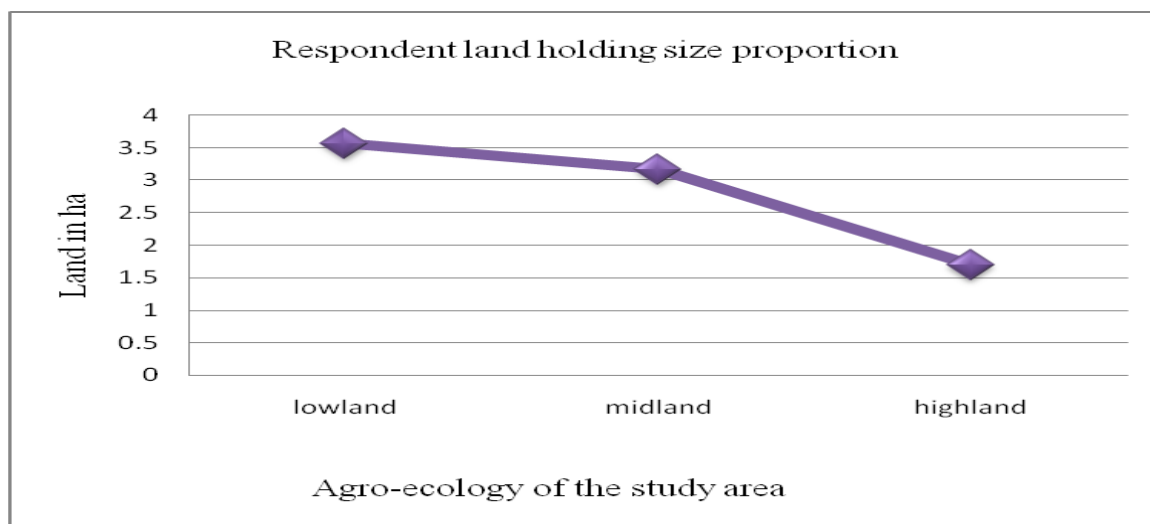 Respondent land holding size proportion
4
3.5
3
2.5
2
1.5
1
0.5
0
Land in ha
lowland midland highland
Agro-ecology of the study area